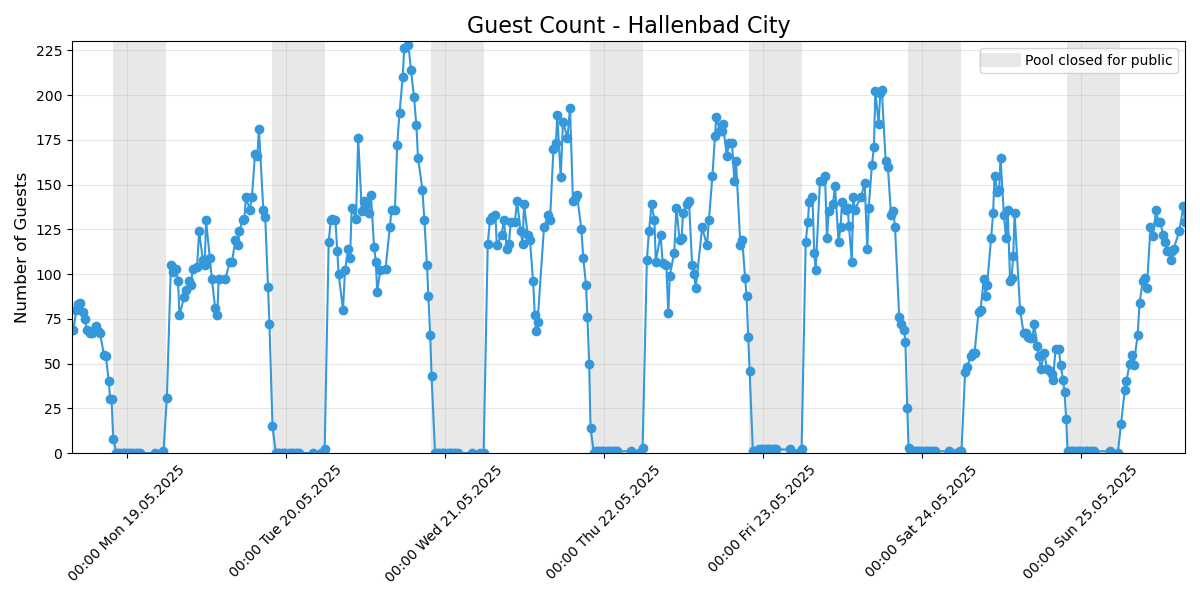 Guest Count - Hallenbad City
Pool closed for public
Number of Guests
225
200
175
150
125
100
75
50
25
0
00:00 Mon 19.05.2025
00:00 Tue 20.05.2025
00:00 Wed 21.05.2025
00:00 Thu 22.05.2025
00:00 Fri 23.05.2025
00:00 Sat 24.05.2025
00:00 Sun 25.05.2025